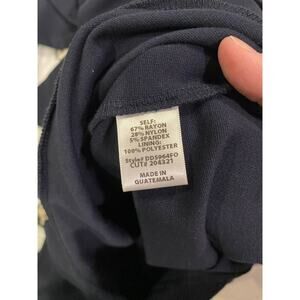 SELF:
67% RAYON
28% NYLON
5% SPANDEX
LINING:
100% POLYESTER
Style# DD5964FO
CUT# 204321
MADE IN
GUATEMALA